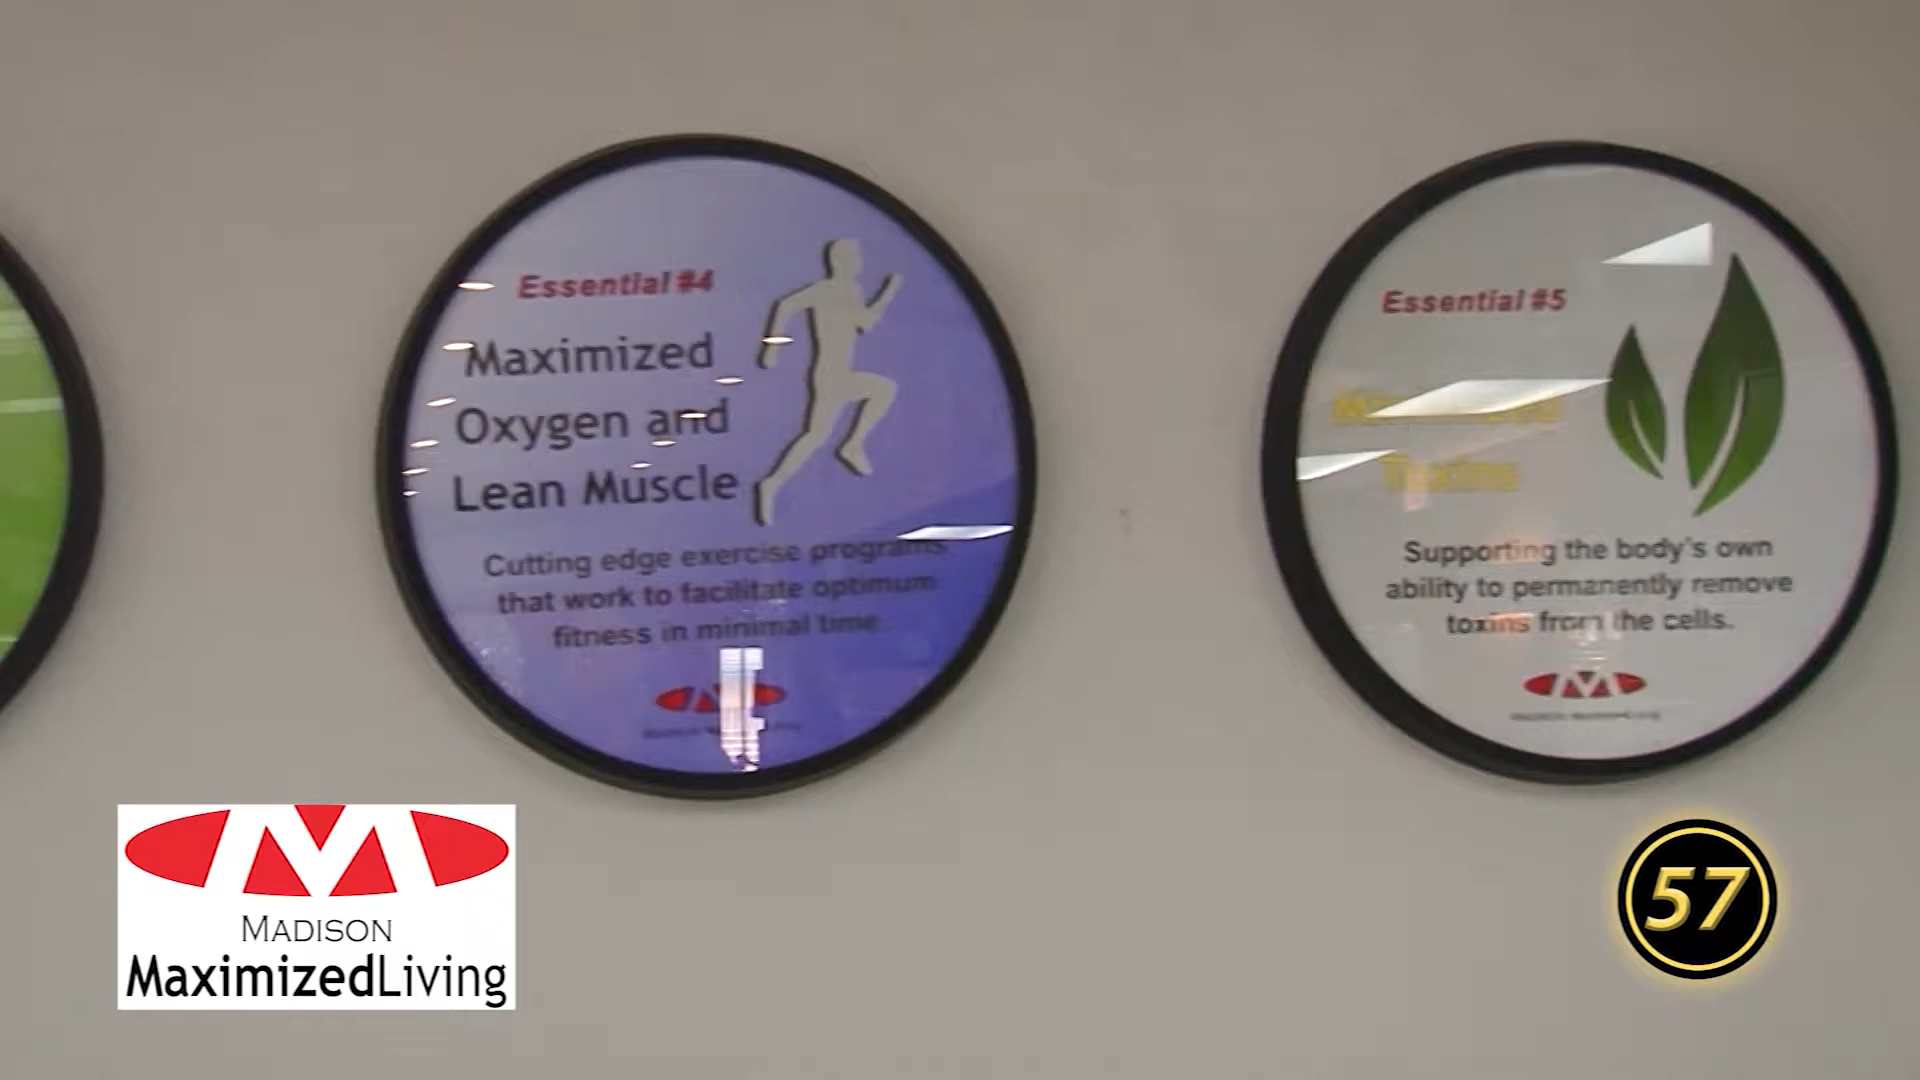 Essential #4
Maximized
Oxygen and
Lean Muscle
Cutting edge exercise programs
that work to facilitate optimum
fitness in minimal time.
Essential #5
Toxins
Supporting the body's own
ability to permanently remove
toxins from the cells.
MADISON
MaximizedLiving
57